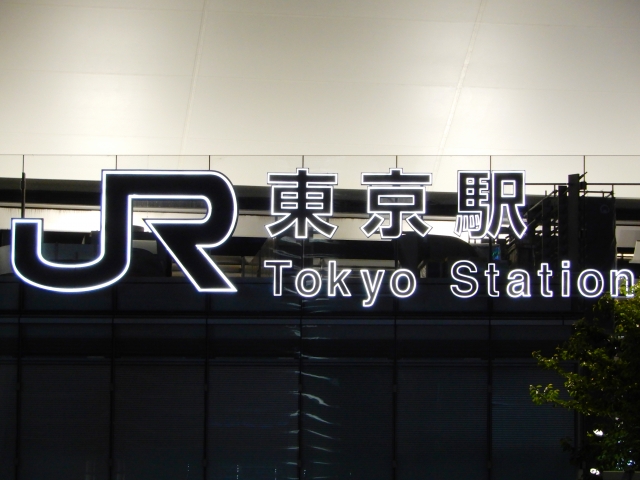 JR 東京駅
Tokyo Station